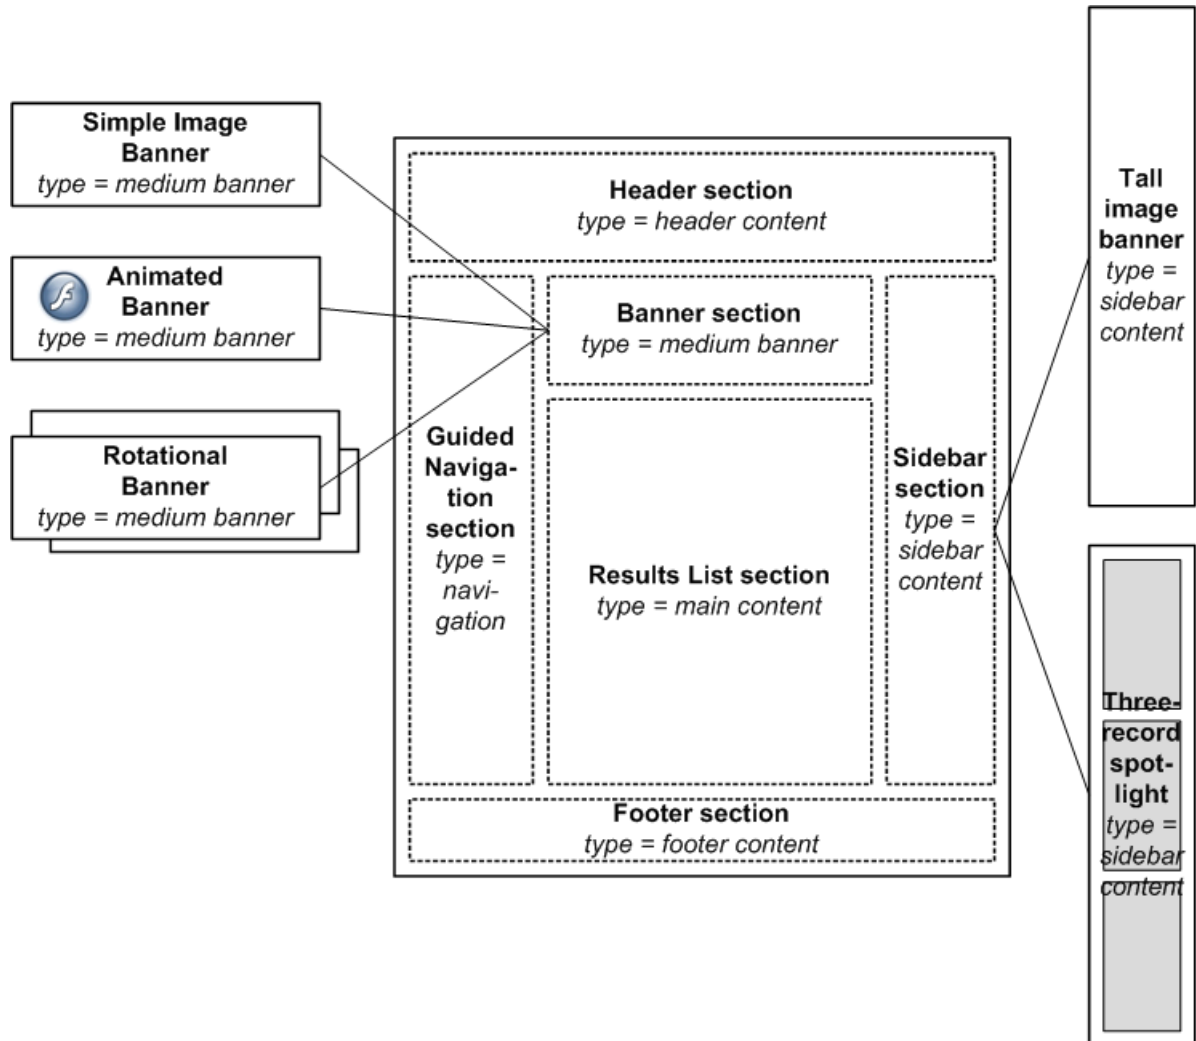 Simple Image
Banner
type = medium banner
Animated
Banner
type = medium banner
Rotational
Banner
type = medium banner
Header section
type = header content
Guided
Naviga-
tion
section
type =
navi-
gation
Banner section
type = medium banner
Results List section
type = main content
Sidebar
section
type =
sidebar
content
Footer section
type = footer content
Tall
image
banner
type =
sidebar
content
Three-
record
spot-
light
type =
sidebar
content